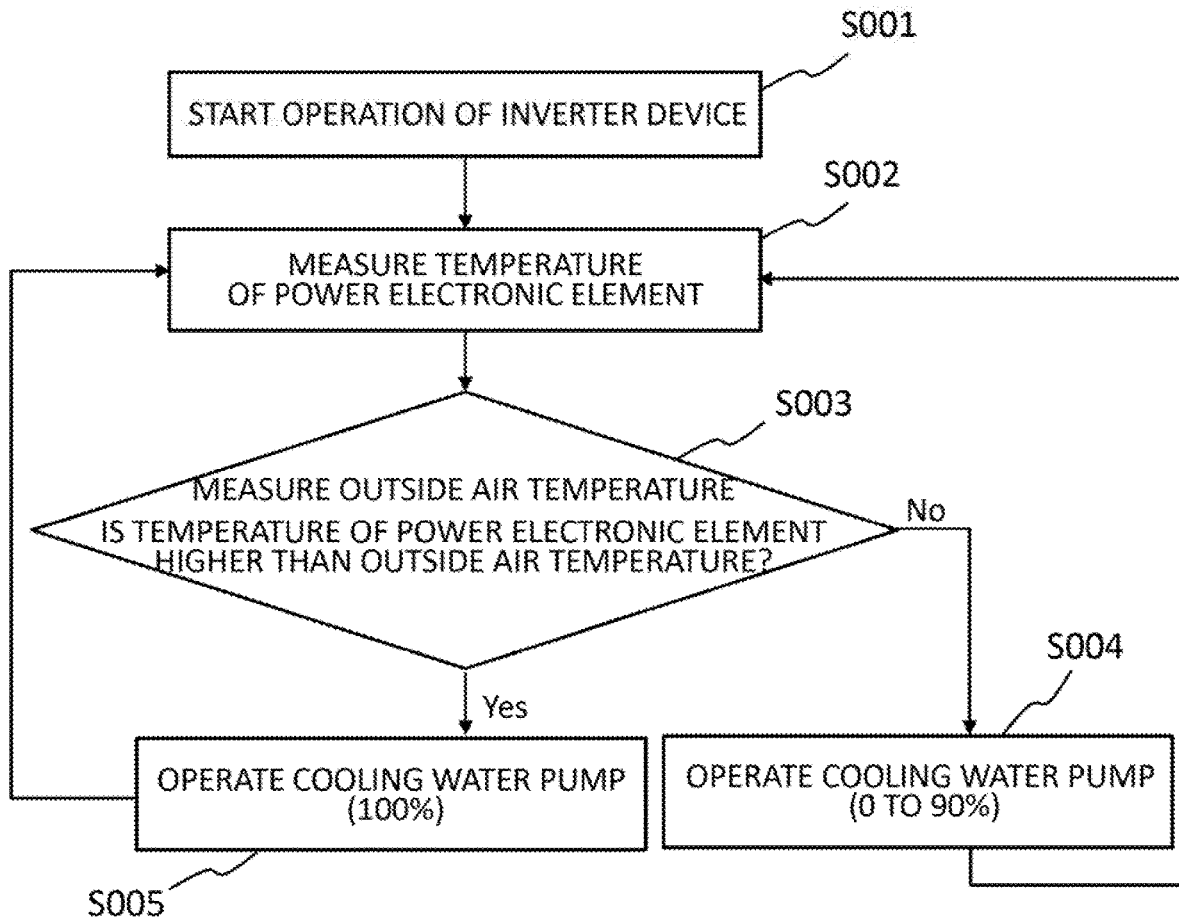 S001
START OPERATION OF INVERTER DEVICE
S002
MEASURE TEMPERATURE
OF POWER ELECTRONIC ELEMENT
S003
MEASURE OUTSIDE AIR TEMPERATURE
IS TEMPERATURE OF POWER ELECTRONIC ELEMENT
HIGHER THAN OUTSIDE AIR TEMPERATURE?
No
Yes
S004
OPERATE COOLING WATER PUMP
(100%)
OPERATE COOLING WATER PUMP
(0 TO 90%)
S005